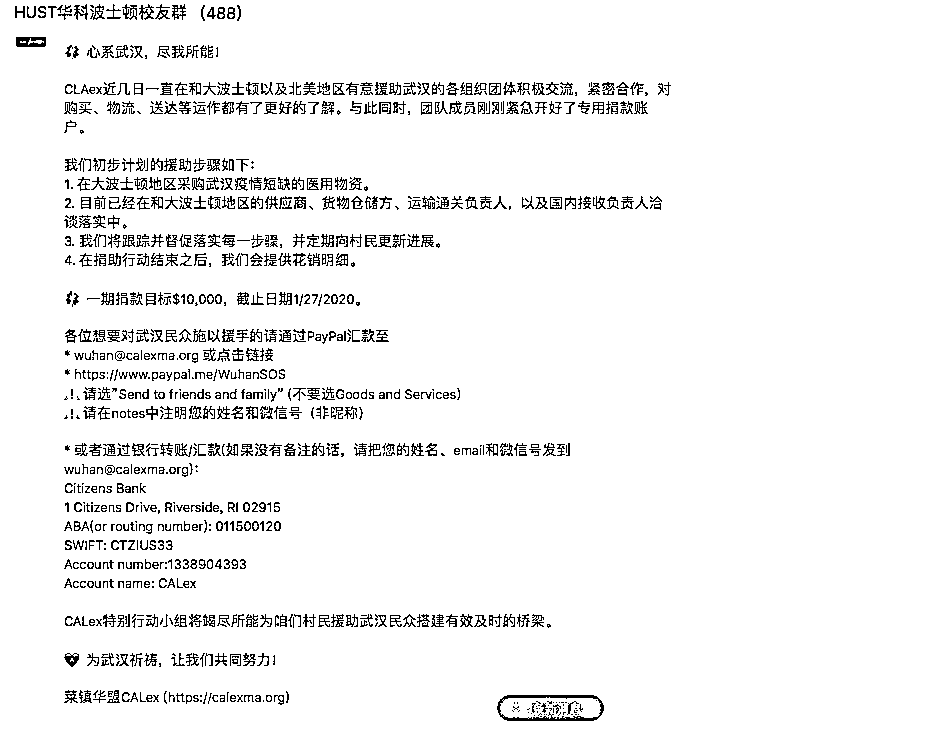 HUST华科波士顿校友群 (488)
心系武汉，尽我所能！
CLAex近几日一直在和大波士顿以及北美地区有意援助武汉的各组织团体积极交流，紧密合作，对
购买、物流、送达等运作都有了更好的了解。与此同时，团队成员刚刚紧急开好了专用捐款账
户。
我们初步计划的援助步骤如下：
1. 在大波士顿地区采购武汉疫情短缺的医用物资。
2. 目前已经在和大波士顿地区的供应商、货物仓储方、运输通关负责人，以及国内接收负责人洽
谈落实中。
3. 我们将跟踪并督促落实每一步骤，并定期向村民更新进展。
4. 在捐助行动结束之后，我们会提供花销明细。
一期捐款目标$10,000，截止日期1/27/2020。
各位想要对武汉民众施以援手的请通过PayPal汇款至
* wuhan@calexma.org 或点击链接
* https://www.paypal.me/WuhanSOS
请选"Send to friends and family" (不要选Goods and Services)
请在notes中注明您的姓名和微信号（非昵称）
* 或者通过银行转账/汇款(如果没有备注的话，请把您的姓名、email和微信号发到
wuhan@calexma.org)：
Citizens Bank
1 Citizens Drive, Riverside, RI 02915
ABA(or routing number): 011500120
SWIFT: CTZIUS33
Account number:1338904393
Account name: CALex
CALex特别行动小组将竭尽所能为咱们村民援助武汉民众搭建有效及时的桥梁。
为武汉祈祷，让我们共同努力！
菜镇华盟CALex (https://calexma.org)